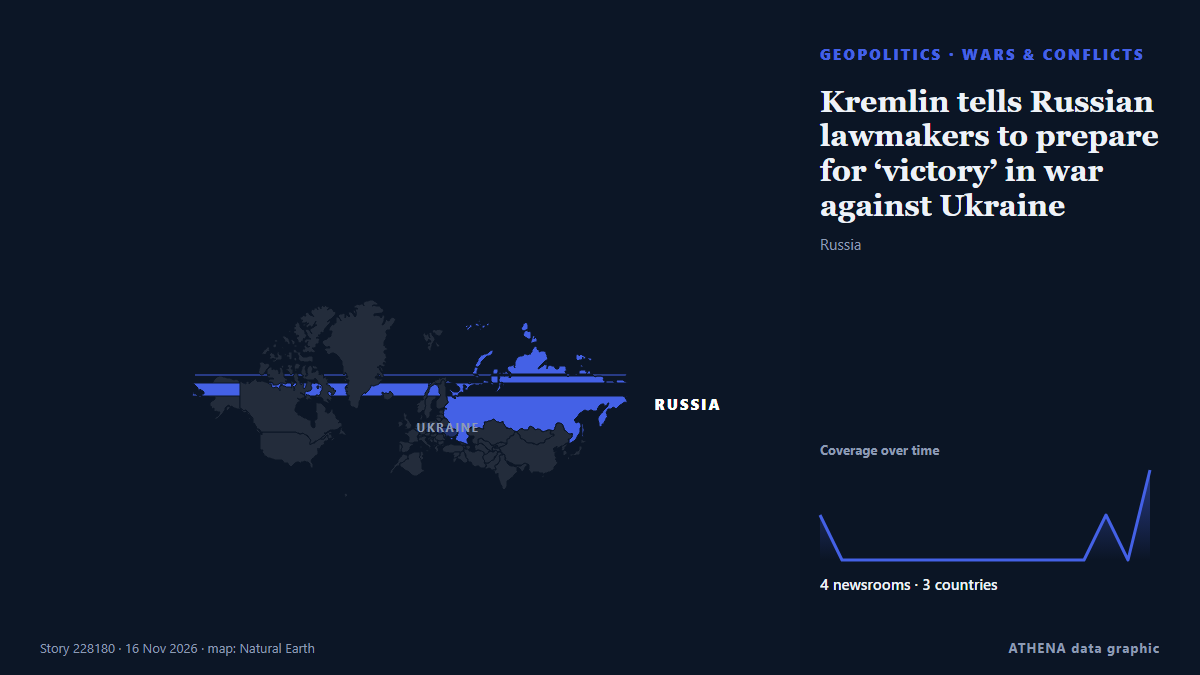 GEOPOLITICS · WARS & CONFLICTS
Kremlin tells Russian
lawmakers to prepare
for ‘victory’ in war
against Ukraine
Russia
RUSSIA
UKRAINE
Coverage over time
4 newsrooms · 3 countries
Story 228180 · 16 Nov 2026 · map: Natural Earth
ATHENA data graphic